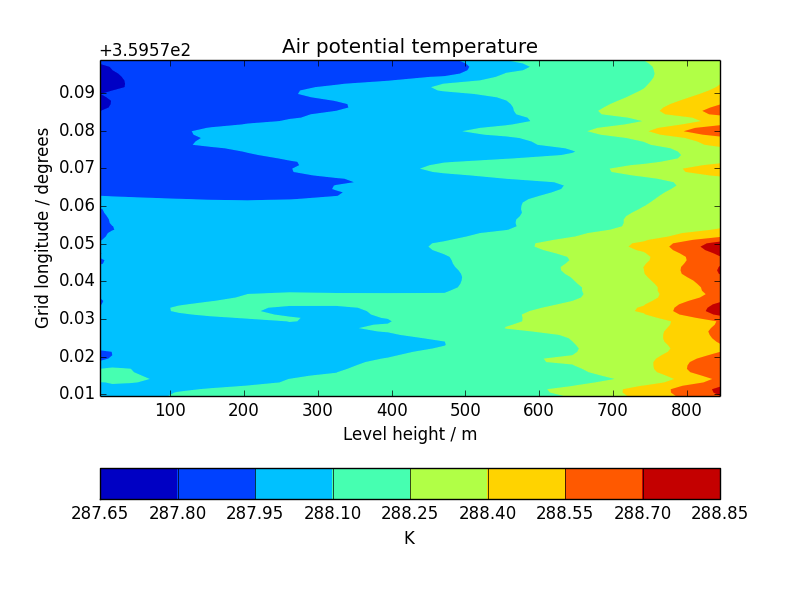 Air potential temperature
+3.5957e2
0.09
0.08
0.07
0.06
0.05
0.04
0.03
0.02
0.01
Grid longitude / degrees
100 200 300 400 500 600 700 800
Level height / m
287.65 287.80 287.95 288.10 288.25 288.40 288.55 288.70 288.85
K